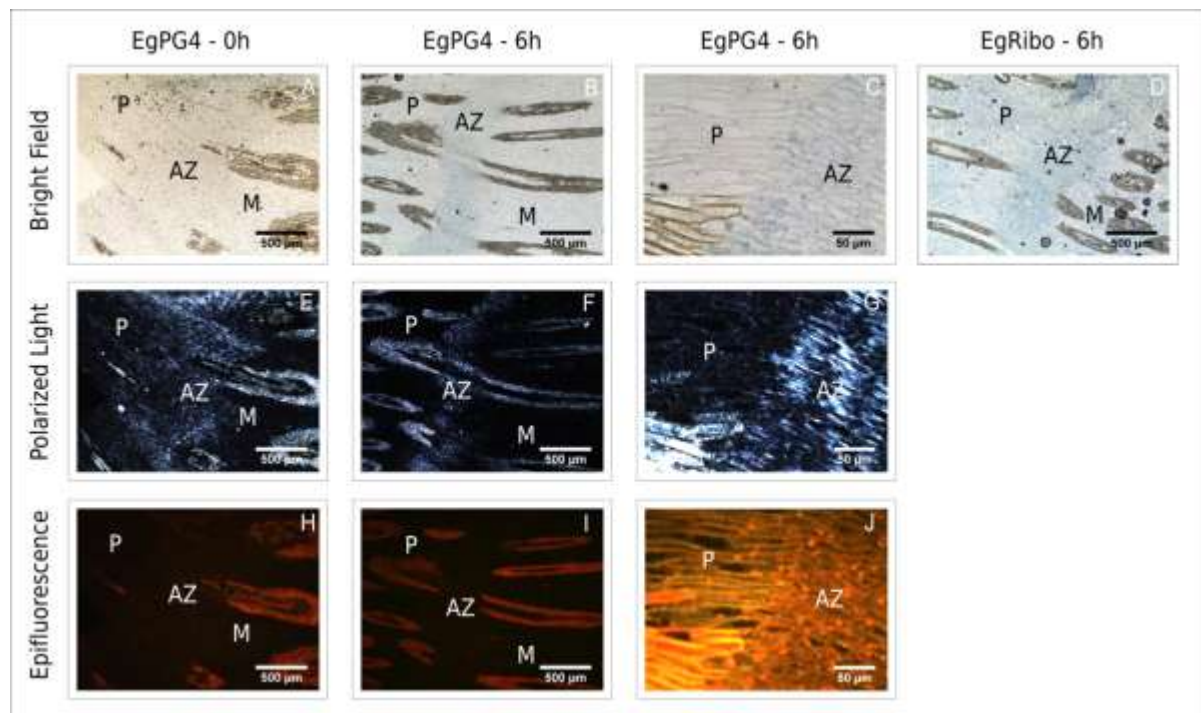 EgPG4 - 0h
EgPG4 - 6h
EgPG4 - 6h
EgRibo - 6h
Bright Field
A
P
AZ
M
500 µm
B
P
AZ
M
500 µm
C
P
AZ
50 µm
D
P
AZ
M
500 µm
Polarized Light
E
P
AZ
M
500 µm
F
P
AZ
M
500 µm
G
P
AZ
50 µm
Epifluorescence
H
P
AZ
M
500 µm
I
P
AZ
M
500 µm
J
P
AZ
50 µm